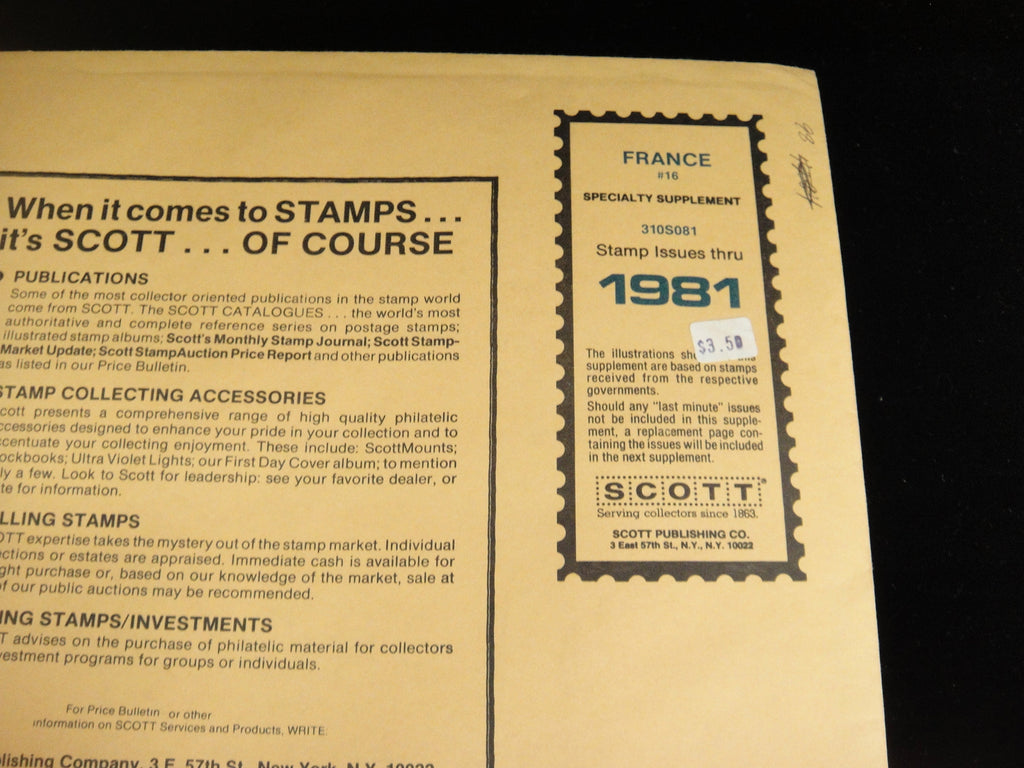 When it comes to STAMPS...
it's SCOTT... OF COURSE
PUBLICATIONS
Some of the most collector oriented publications in the stamp world
come from SCOTT. The SCOTT CATALOGUES... the world's most
authoritative and complete reference series on postage stamps;
illustrated stamp albums; Scott's Monthly Stamp Journal; Scott Stamp-
Market Update; Scott StampAuction Price Report and other publications
as listed in our Price Bulletin.
STAMP COLLECTING ACCESSORIES
cott presents a comprehensive range of high quality philatelic
ccessories designed to enhance your pride in your collection and to
ccentuate your collecting enjoyment. These include: ScottMounts;
ockbooks; Ultra Violet Lights; our First Day Cover album; to mention
ly a few. Look to Scott for leadership: see your favorite dealer, or
te for information.
LLING STAMPS
OTT expertise takes the mystery out of the stamp market. Individual
ctions or estates are appraised. Immediate cash is available for
ght purchase or, based on our knowledge of the market, sale at
of our public auctions may be recommended.
ING STAMPS/INVESTMENTS
T advises on the purchase of philatelic material for collectors
vestment programs for groups or individuals.
For Price Bulletin or other
information on SCOTT Services and Products, WRITE:
blishing Company, 3 E. 57th St., New York, N.Y. 10022
FRANCE
#16
SPECIALTY SUPPLEMENT
310S081
Stamp Issues thru
1981
$3.50
The illustrations
supplement are based on stamps
received from the respective
governments.
Should any "last minute" issues
not be included in this supple-
ment, a replacement page con-
taining the issues will be included
in the next supplement.
SCOTT®
Serving collectors since 1863.
SCOTT PUBLISHING CO.
3 East 57th St., N.Y., N.Y. 10022